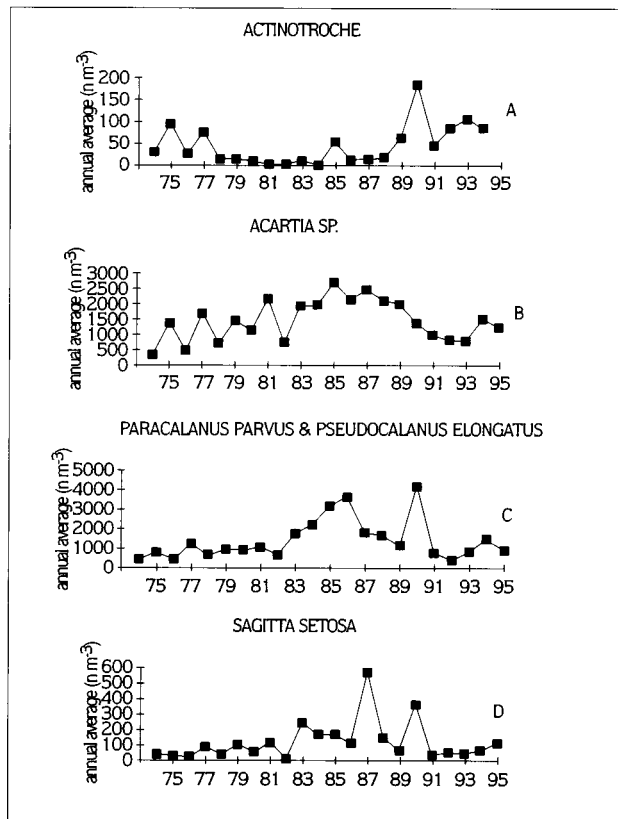 ACTINOTROCHE
annual average (n m-3)
200
150
100
50
0
A
75 77 79 81 83 85 87 89 91 93 95
ACARTIA SP.
annual average (n m-3)
3000
2500
2000
1500
1000
500
0
B
75 77 79 81 83 85 87 89 91 93 95
PARACALANUS PARVUS & PSEUDOCALANUS ELONGATUS
annual average (n m-3)
5000
4000
3000
2000
1000
0
C
75 77 79 81 83 85 87 89 91 93 95
SAGITTA SETOSA
annual average (n m-3)
600
500
400
300
200
100
0
D
75 77 79 81 83 85 87 89 91 93 95